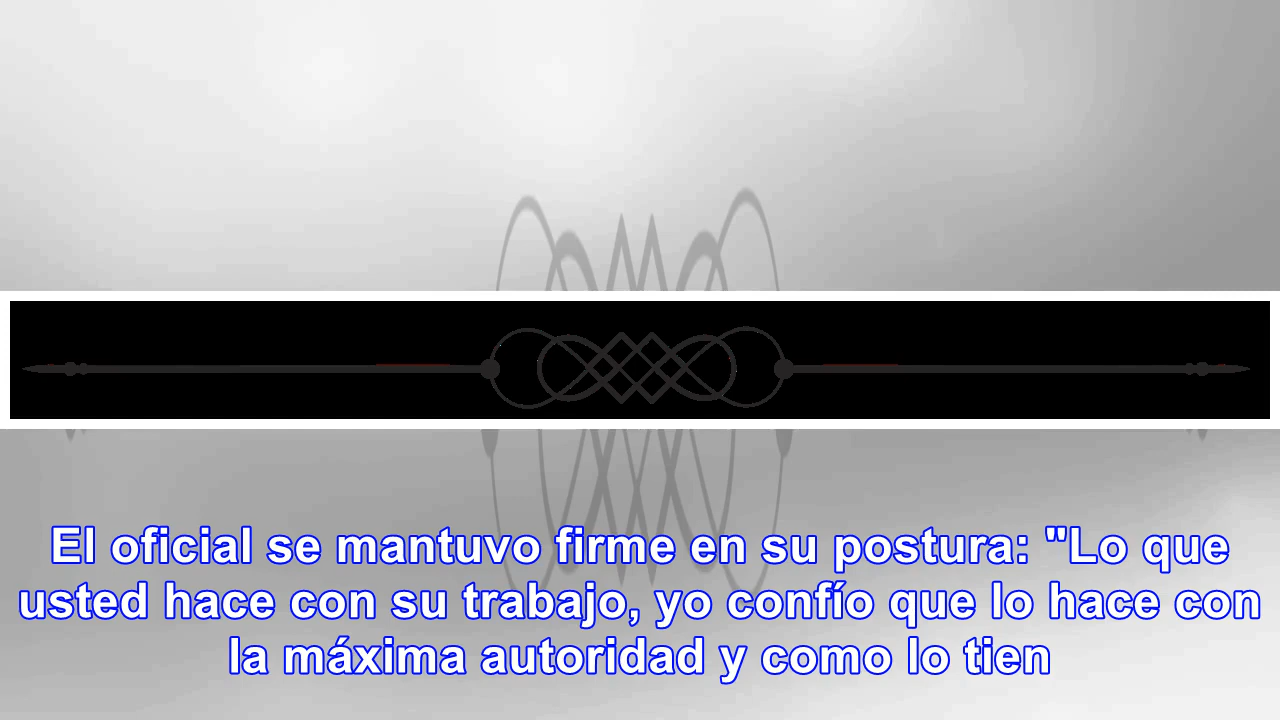 El oficial se mantuvo firme en su postura: "Lo que
usted hace con su trabajo, yo confío que lo hace con
la máxima autoridad y como lo tien